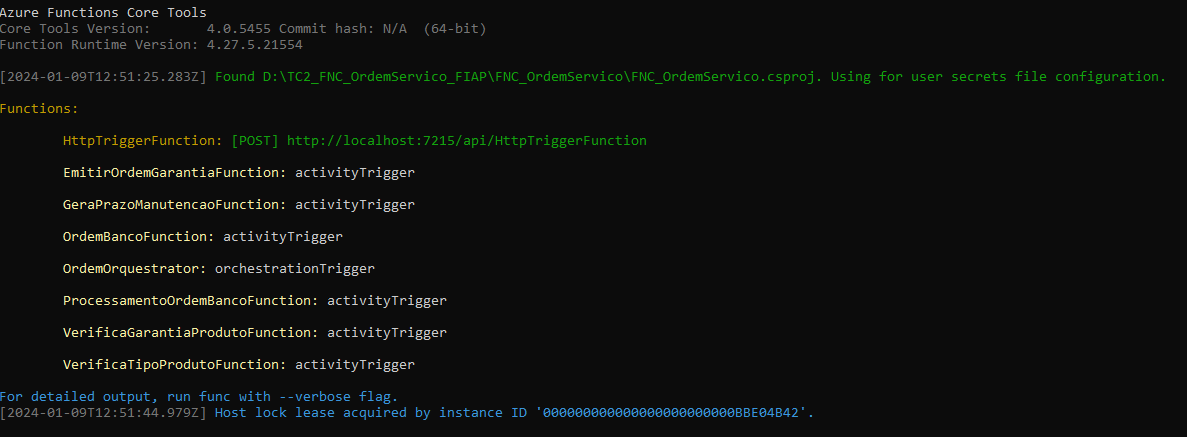 Azure Functions Core Tools
Core Tools Version:       4.0.5455 Commit hash: N/A  (64-bit)
Function Runtime Version: 4.27.5.21554
[2024-01-09T12:51:25.283Z] Found D:\TC2_FNC_OrdemServico_FIAP\FNC_OrdemServico\FNC_OrdemServico.csproj. Using for user secrets file configuration.
Functions:
HttpTriggerFunction: [POST] http://localhost:7215/api/HttpTriggerFunction
EmitirOrdemGarantiaFunction: activityTrigger
GeraPrazoManutencaoFunction: activityTrigger
OrdemBancoFunction: activityTrigger
OrdemOrquestrator: orchestrationTrigger
ProcessamentoOrdemBancoFunction: activityTrigger
VerificaGarantiaProdutoFunction: activityTrigger
VerificaTipoProdutoFunction: activityTrigger
For detailed output, run func with --verbose flag.
[2024-01-09T12:51:44.979Z] Host lock lease acquired by instance ID '000000000000000000000000BBE04B42'.